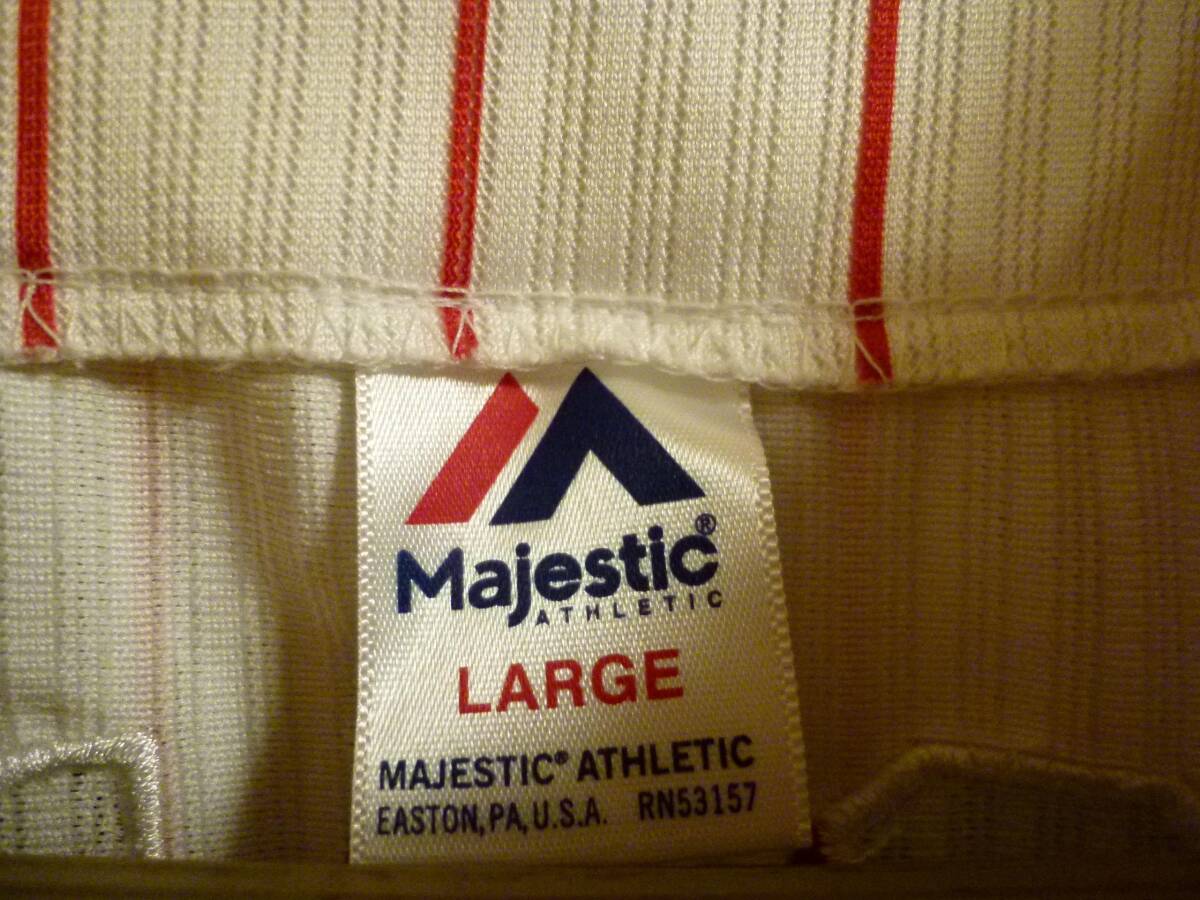 Majestic®
ATHLETIC
LARGE
MAJESTIC® ATHLETIC
EASTON, PA, U.S.A. RN53157